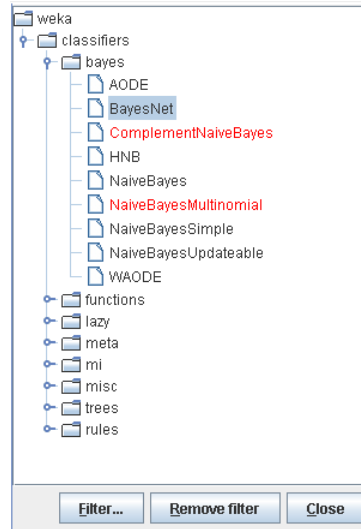 weka
classifiers
bayes
AODE
BayesNet
ComplementNaiveBayes
HNB
NaiveBayes
NaiveBayesMultinomial
NaiveBayesSimple
NaiveBayesUpdateable
WAODE
functions
lazy
meta
mi
misc
trees
rules
Filter... Remove filter Close